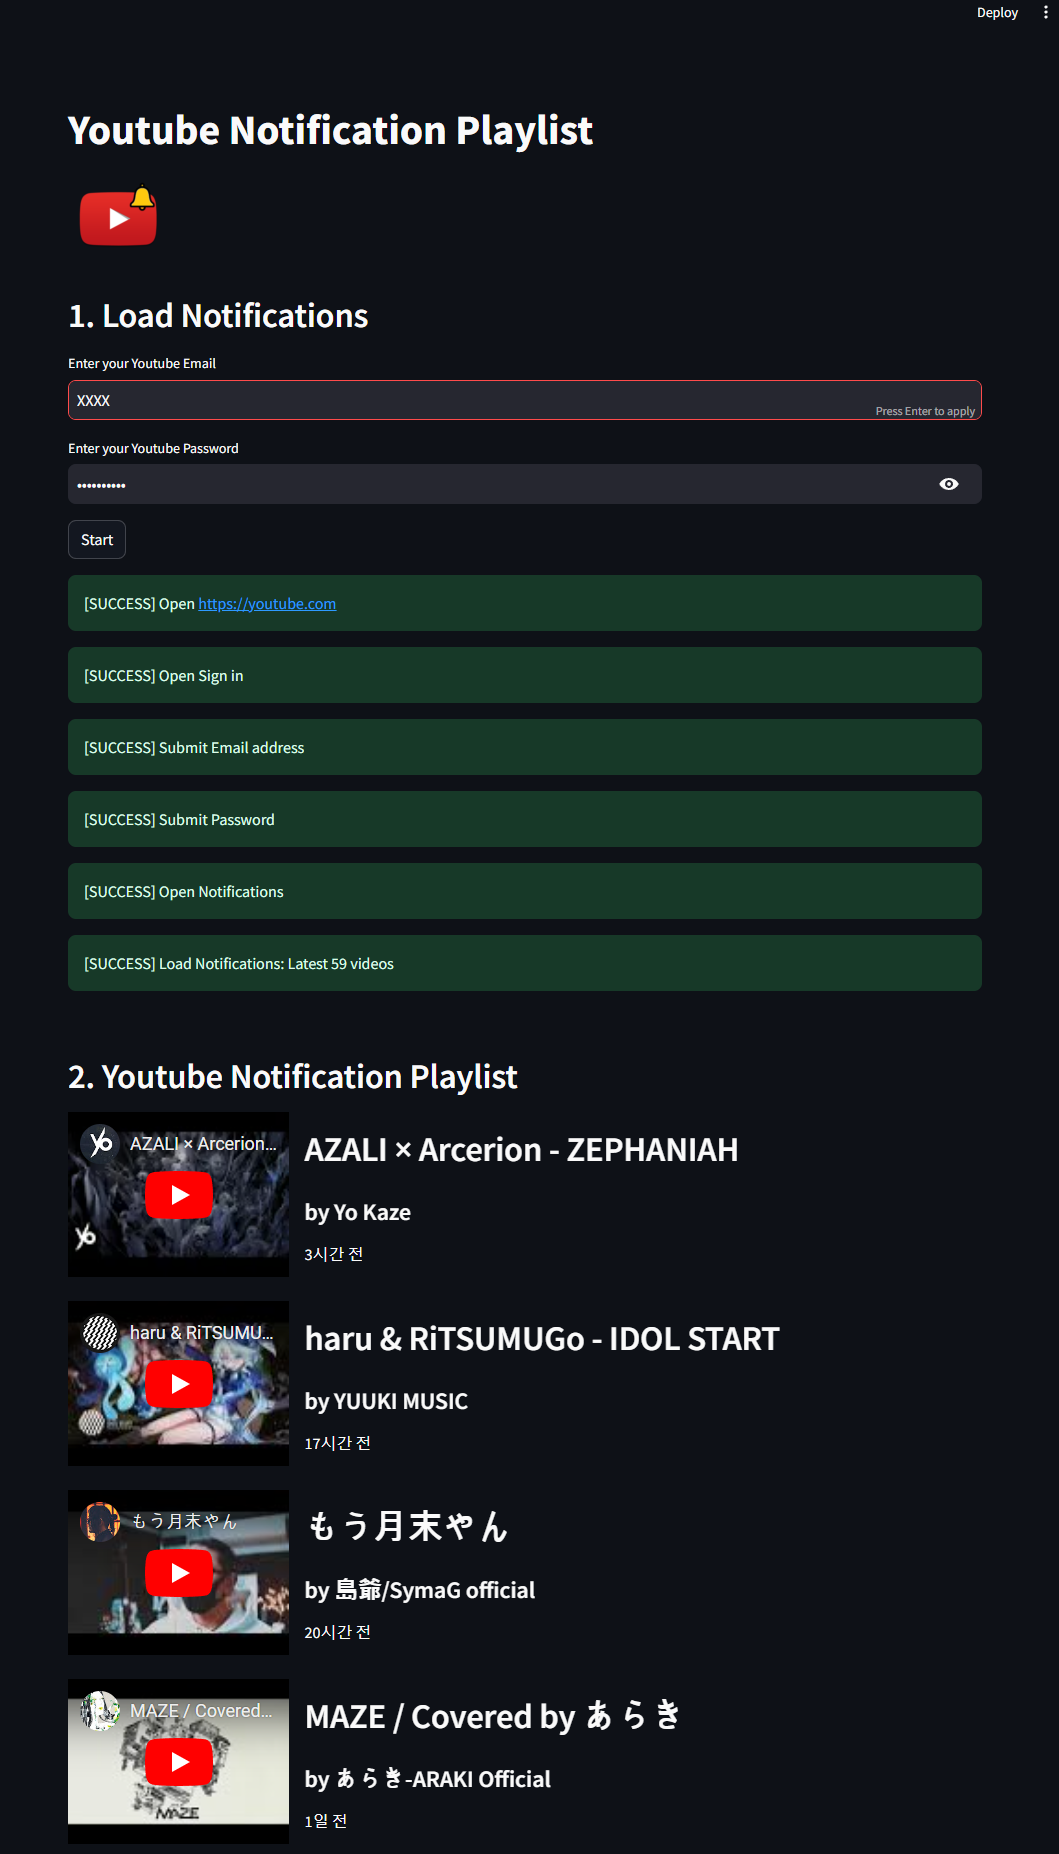 Deploy
Youtube Notification Playlist
1. Load Notifications
Enter your Youtube Email
XXXX
Press Enter to apply
Enter your Youtube Password
••••••••••
Start
[SUCCESS] Open https://youtube.com
[SUCCESS] Open Sign in
[SUCCESS] Submit Email address
[SUCCESS] Submit Password
[SUCCESS] Open Notifications
[SUCCESS] Load Notifications: Latest 59 videos
2. Youtube Notification Playlist
AZALI × Arcerion...
AZALI × Arcerion - ZEPHANIAH
by Yo Kaze
3시간 전
haru & RiTSUMU...
haru & RiTSUMUGo - IDOL START
by YUUKI MUSIC
17시간 전
もう月末やん
もう月末やん
by 島爺/SymaG official
20시간 전
MAZE / Covered...
MAZE
MAZE / Covered by あらき
by あらき-ARAKI Official
1일 전